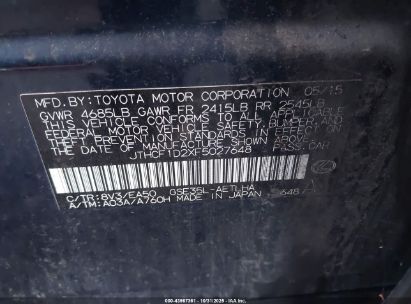 MFD.BY:TOYOTA MOTOR CORPORATION 05/15
GVWR 4685LB GAWR FR 2415LB RR 2545LB
THIS VEHICLE CONFORMS TO ALL APPLICABLE
FEDERAL MOTOR VEHICLE SAFETY, BUMPER, AND
THEFT PREVENTION STANDARDS IN EFFECT ON
THE DATE OF MANUFACTURE SHOWN ABOVE.
JTHCF1D2XF5027648 PASS.CAR
C/TR:8V3/EA50 GSE35L-AETLHA
A/TM:A03A/A760H MADE IN JAPAN 648